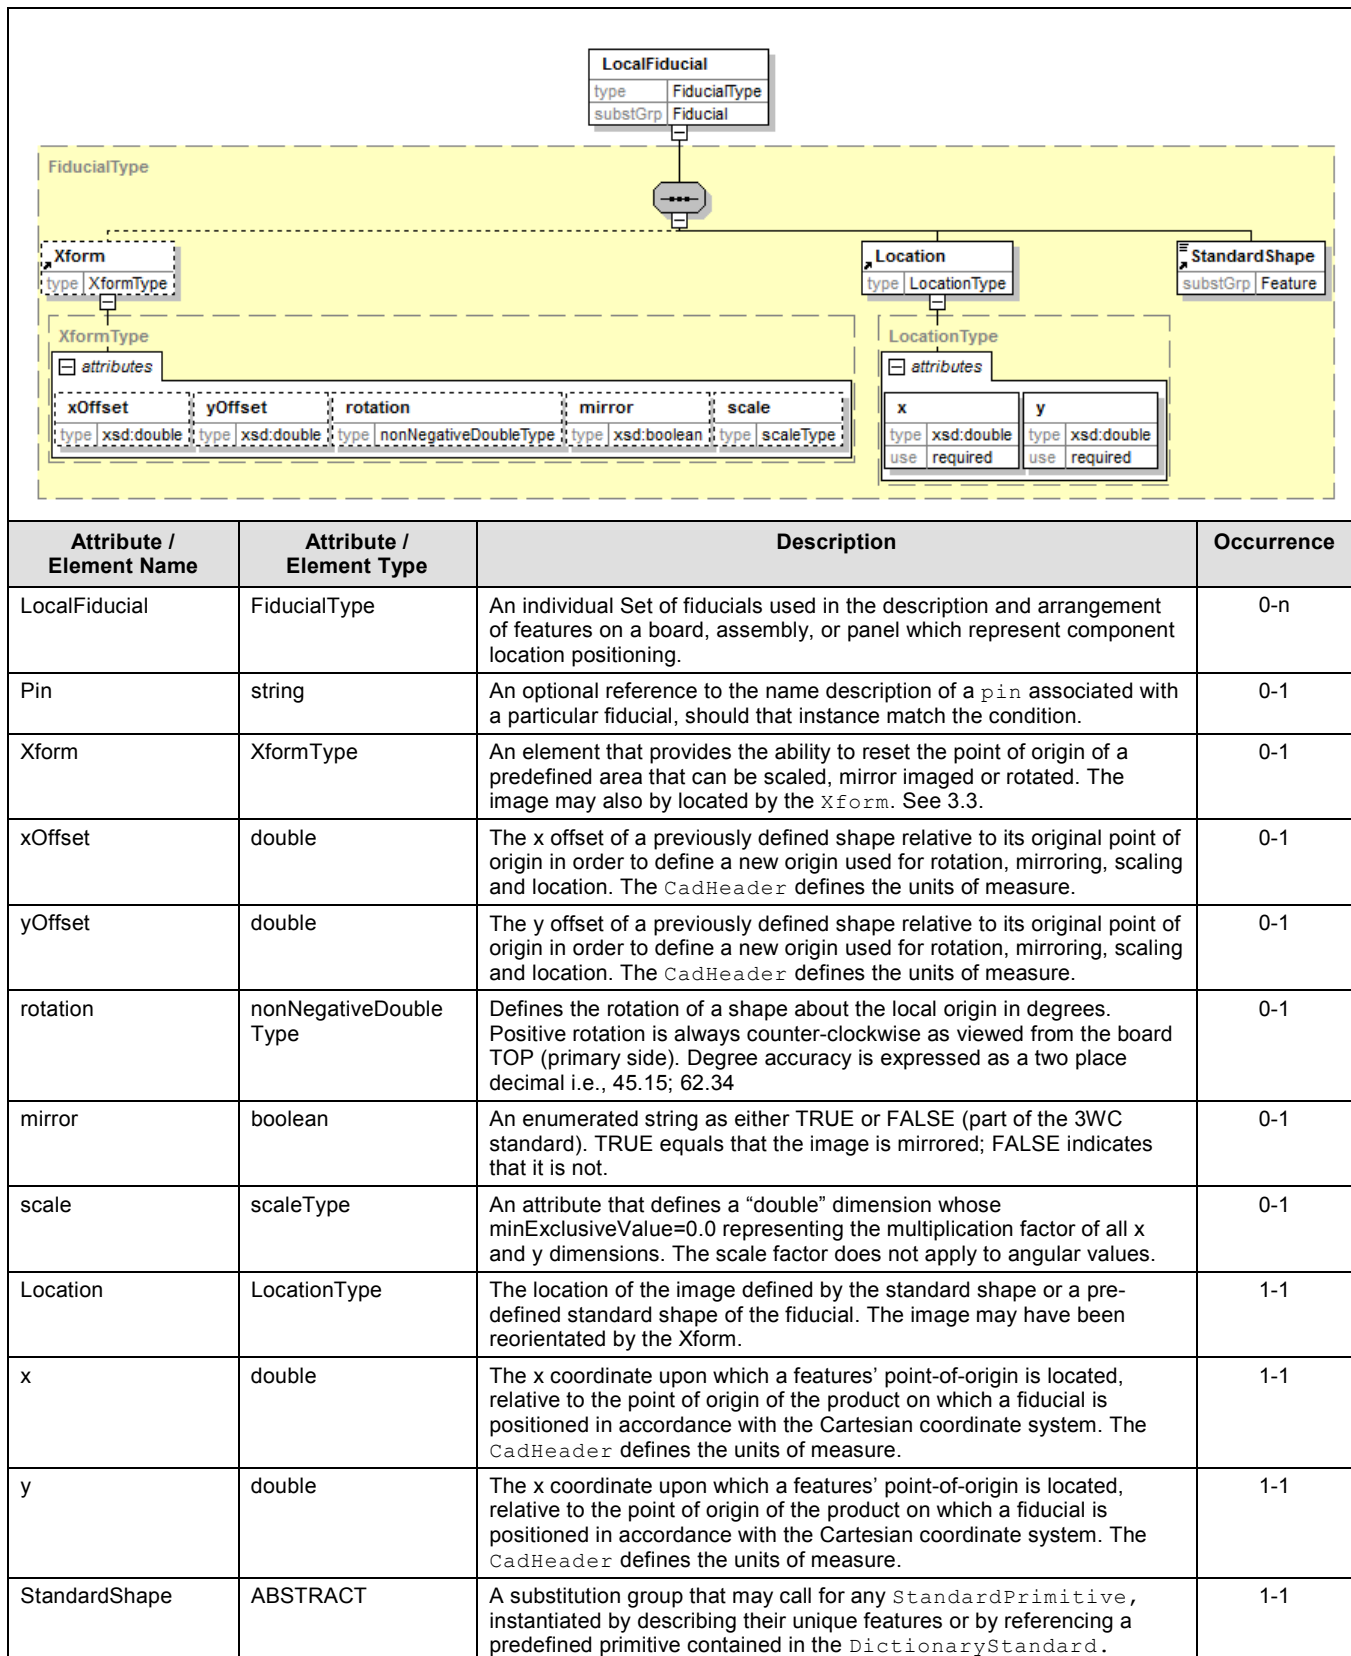 LocalFiducial
type FiducialType
substGrp Fiducial
FiducialType
Xform
type XformType
Location
type LocationType
StandardShape
substGrp Feature
XformType
attributes
xOffset yOffset rotation mirror scale
type xsd:double type xsd:double type nonNegativeDoubleType type xsd:boolean type scaleType
LocationType
attributes
x y
type xsd:double type xsd:double
use required use required
Attribute / Element Name Attribute / Element Type Description Occurrence
LocalFiducial FiducialType An individual Set of fiducials used in the description and arrangement 0-n
of features on a board, assembly, or panel which represent component
location positioning.
Pin string An optional reference to the name description of a pin associated with 0-1
a particular fiducial, should that instance match the condition.
Xform XformType An element that provides the ability to reset the point of origin of a 0-1
predefined area that can be scaled, mirror imaged or rotated. The
image may also by located by the Xform. See 3.3.
xOffset double The x offset of a previously defined shape relative to its original point of 0-1
origin in order to define a new origin used for rotation, mirroring, scaling
and location. The CadHeader defines the units of measure.
yOffset double The y offset of a previously defined shape relative to its original point of 0-1
origin in order to define a new origin used for rotation, mirroring, scaling
and location. The CadHeader defines the units of measure.
rotation nonNegativeDouble Defines the rotation of a shape about the local origin in degrees. 0-1
Type Positive rotation is always counter-clockwise as viewed from the board
TOP (primary side). Degree accuracy is expressed as a two place
decimal i.e., 45.15; 62.34
mirror boolean An enumerated string as either TRUE or FALSE (part of the 3WC 0-1
standard). TRUE equals that the image is mirrored; FALSE indicates
that it is not.
scale scaleType An attribute that defines a “double” dimension whose 0-1
minExclusiveValue=0.0 representing the multiplication factor of all x
and y dimensions. The scale factor does not apply to angular values.
Location LocationType The location of the image defined by the standard shape or a pre- 1-1
defined standard shape of the fiducial. The image may have been
reorientated by the Xform.
x double The x coordinate upon which a features’ point-of-origin is located, 1-1
relative to the point of origin of the product on which a fiducial is
positioned in accordance with the Cartesian coordinate system. The
CadHeader defines the units of measure.
y double The x coordinate upon which a features’ point-of-origin is located, 1-1
relative to the point of origin of the product on which a fiducial is
positioned in accordance with the Cartesian coordinate system. The
CadHeader defines the units of measure.
StandardShape ABSTRACT A substitution group that may call for any StandardPrimitive, 1-1
instantiated by describing their unique features or by referencing a
predefined primitive contained in the DictionaryStandard.